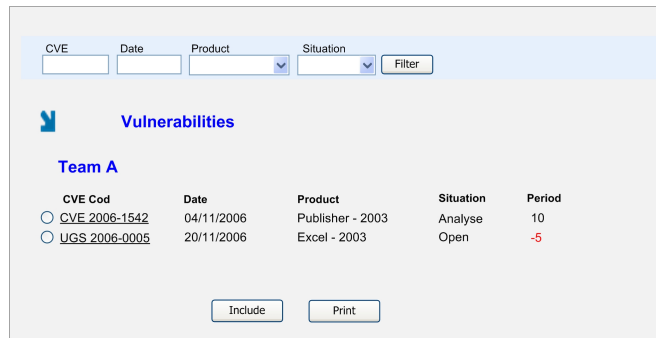 CVE Date Product Situation
Filter
Vulnerabilities
Team A
CVE Cod Date Product Situation Period
CVE 2006-1542 04/11/2006 Publisher - 2003 Analyse 10
UGS 2006-0005 20/11/2006 Excel - 2003 Open -5
Include Print